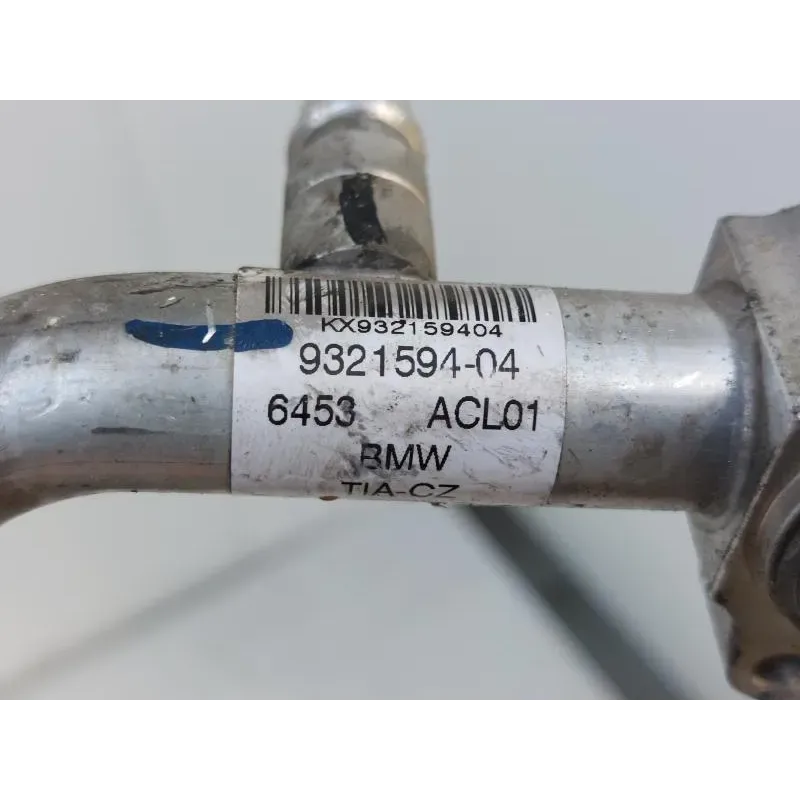 KX932159404
9321594-04
6453 ACL01
BMW
TIA-CZ